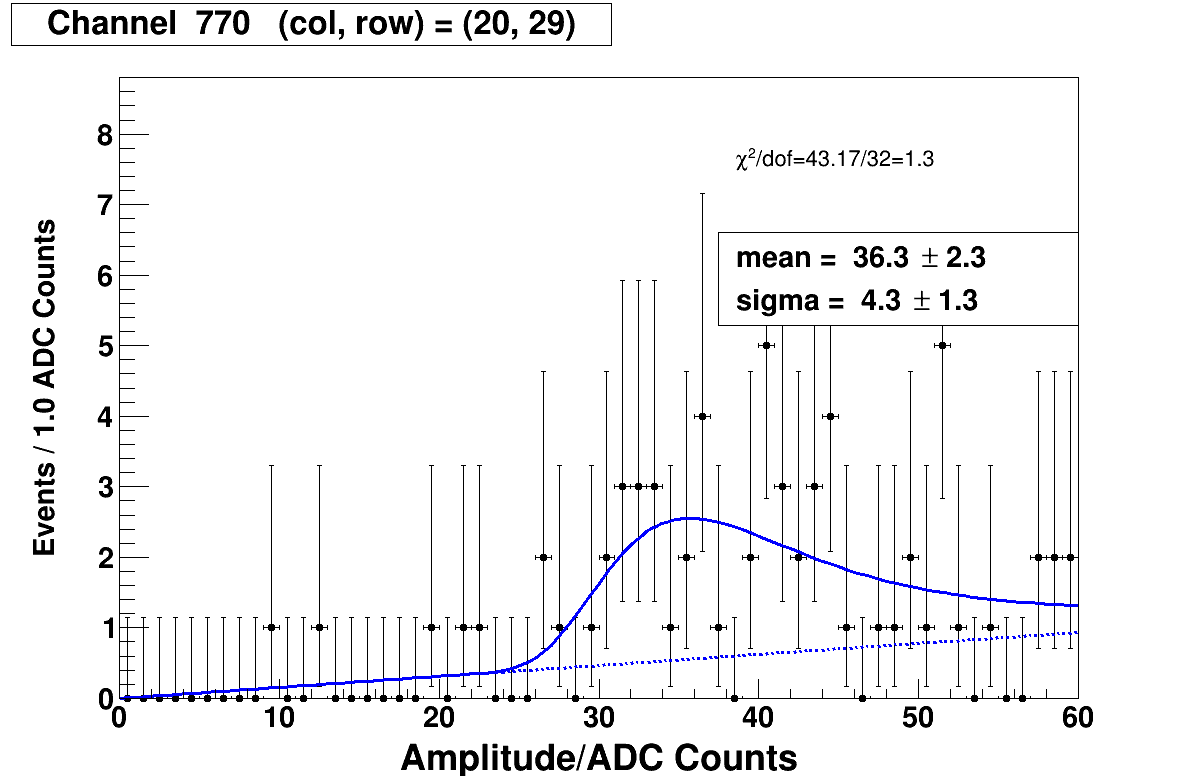 Channel 770 (col, row) = (20, 29)
χ²/dof=43.17/32=1.3
mean = 36.3 ± 2.3
sigma = 4.3 ± 1.3
Events / 1.0 ADC Counts
8
7
6
5
4
3
2
1
0
0 10 20 30 40 50 60
Amplitude/ADC Counts